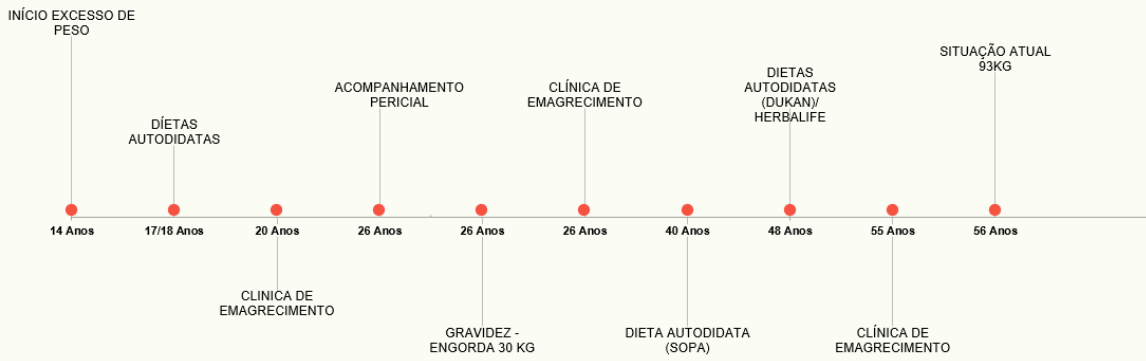 INÍCIO EXCESSO DE
PESO
DÍETAS
AUTODIDATAS
ACOMPANHAMENTO
PERICIAL
CLÍNICA DE
EMAGRECIMENTO
DIETAS
AUTODIDATAS
(DUKAN)/
HERBALIFE
SITUAÇÃO ATUAL
93KG
14 Anos
17/18 Anos
20 Anos
26 Anos
26 Anos
26 Anos
40 Anos
48 Anos
55 Anos
56 Anos
CLINICA DE
EMAGRECIMENTO
GRAVIDEZ -
ENGORDA 30 KG
DIETA AUTODIDATA
(SOPA)
CLÍNICA DE
EMAGRECIMENTO